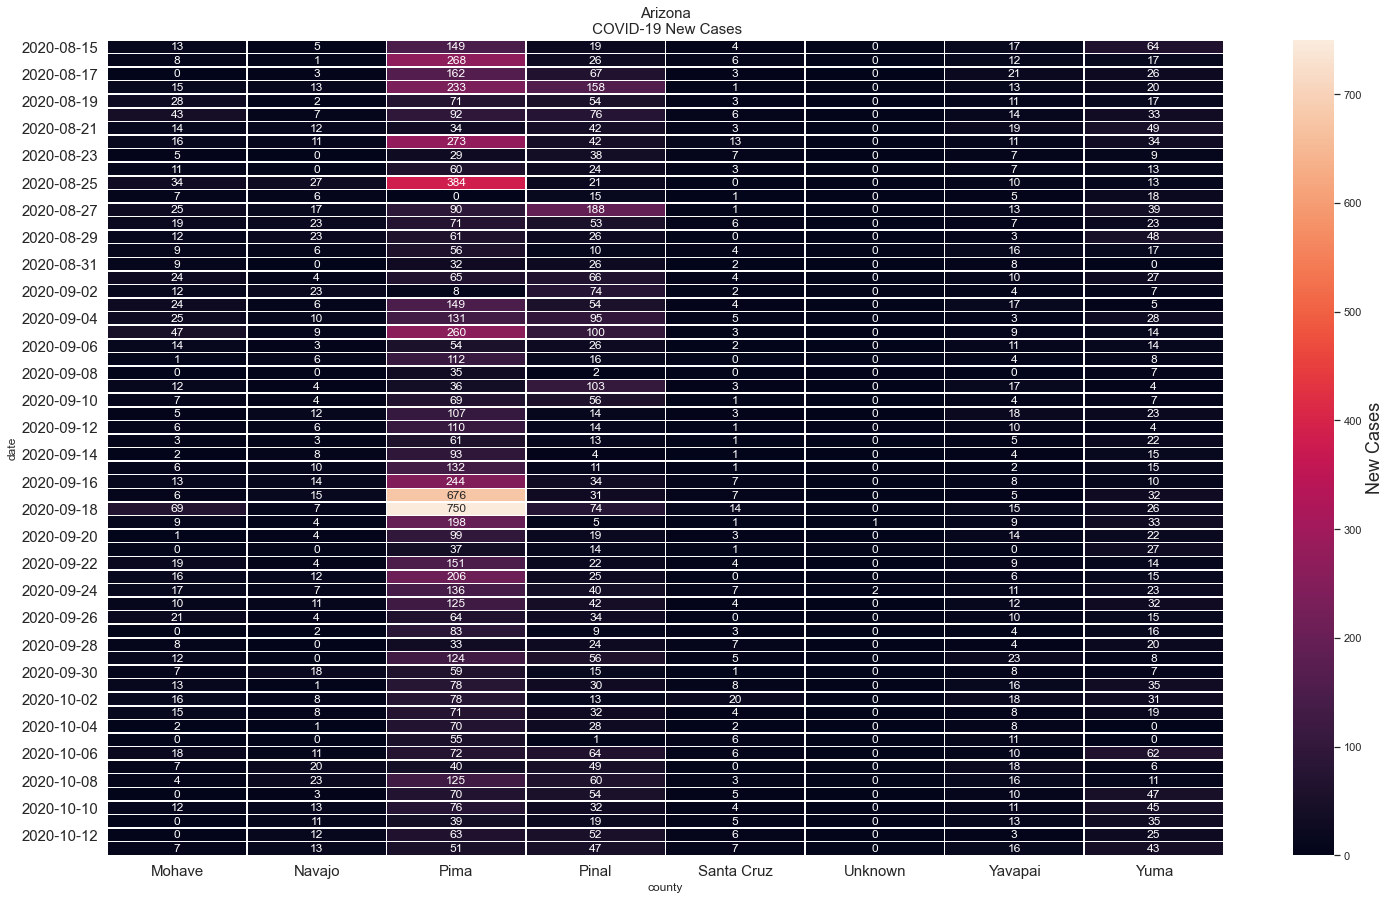 Arizona
COVID-19 New Cases
2020-08-15 13 5 149 19 4 0 17 64
8 1 268 26 6 0 12 17
2020-08-17 0 3 162 67 3 0 21 26
15 13 233 158 1 0 13 20
2020-08-19 28 2 71 54 3 0 11 17
43 7 92 76 6 0 14 33
2020-08-21 14 12 34 42 3 0 19 49
16 11 273 42 13 0 11 34
2020-08-23 5 0 29 38 7 0 7 9
11 0 60 24 3 0 7 13
2020-08-25 34 27 384 21 0 0 10 13
7 6 0 15 1 0 5 18
2020-08-27 25 17 90 188 1 0 13 39
19 23 71 53 6 0 7 23
2020-08-29 12 23 61 26 0 0 3 48
9 6 56 10 4 0 16 17
2020-08-31 9 0 32 26 2 0 8 0
24 4 65 66 4 0 10 27
2020-09-02 12 23 8 74 2 0 4 7
24 6 149 54 4 0 17 5
2020-09-04 25 10 131 95 5 0 3 28
47 9 260 100 3 0 9 14
2020-09-06 14 3 54 26 2 0 11 14
1 6 112 16 0 0 4 8
2020-09-08 0 0 35 2 0 0 0 7
12 4 36 103 3 0 17 4
2020-09-10 7 4 69 56 1 0 4 7
5 12 107 14 3 0 18 23
2020-09-12 6 6 110 14 1 0 10 4
3 3 61 13 1 0 5 22
2020-09-14 2 8 93 4 1 0 4 15
6 10 132 11 1 0 2 15
2020-09-16 13 14 244 34 7 0 8 10
6 15 676 31 7 0 5 32
2020-09-18 69 7 750 74 14 0 15 26
9 4 198 5 1 1 9 33
2020-09-20 1 4 99 19 3 0 14 22
0 0 37 14 1 0 0 27
2020-09-22 19 4 151 22 4 0 9 14
16 12 206 25 0 0 6 15
2020-09-24 17 7 136 40 7 2 11 23
10 11 125 42 4 0 12 32
2020-09-26 21 4 64 34 0 0 10 15
0 2 83 9 3 0 4 16
2020-09-28 8 0 33 24 7 0 4 20
12 0 124 56 5 0 23 8
2020-09-30 7 18 59 15 1 0 8 7
13 1 78 30 8 0 16 35
2020-10-02 16 8 78 13 20 0 18 31
15 8 71 32 4 0 8 19
2020-10-04 2 1 70 28 2 0 8 0
0 0 55 1 6 0 11 0
2020-10-06 18 11 72 64 6 0 10 62
7 20 40 49 0 0 18 6
2020-10-08 4 23 125 60 3 0 16 11
0 3 70 54 5 0 10 47
2020-10-10 12 13 76 32 4 0 11 45
0 11 39 19 5 0 13 35
2020-10-12 0 12 63 52 6 0 3 25
7 13 51 47 7 0 16 43
Mohave Navajo Pima Pinal Santa Cruz Unknown Yavapai Yuma
county
date
700
600
500
400
300
200
100
0
New Cases